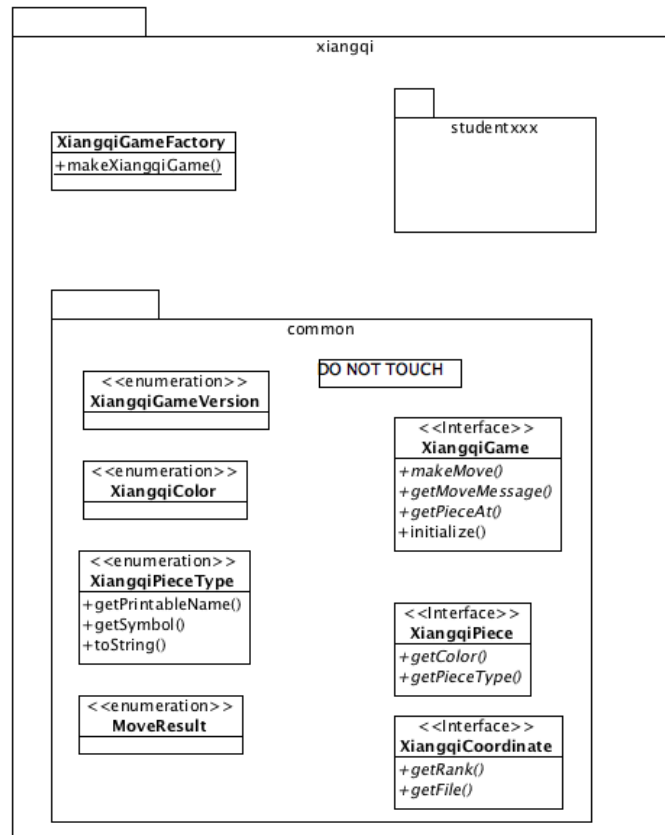 xiangqi
XiangqiGameFactory
+makeXiangqiGame()
studentxxx
common
DO NOT TOUCH
<<enumeration>>
XiangqiGameVersion
<<enumeration>>
XiangqiColor
<<enumeration>>
XiangqiPieceType
+getPrintableName()
+getSymbol()
+toString()
<<enumeration>>
MoveResult
<<Interface>>
XiangqiGame
+makeMove()
+getMoveMessage()
+getPieceAt()
+initialize()
<<Interface>>
XiangqiPiece
+getColor()
+getPieceType()
<<Interface>>
XiangqiCoordinate
+getRank()
+getFile()